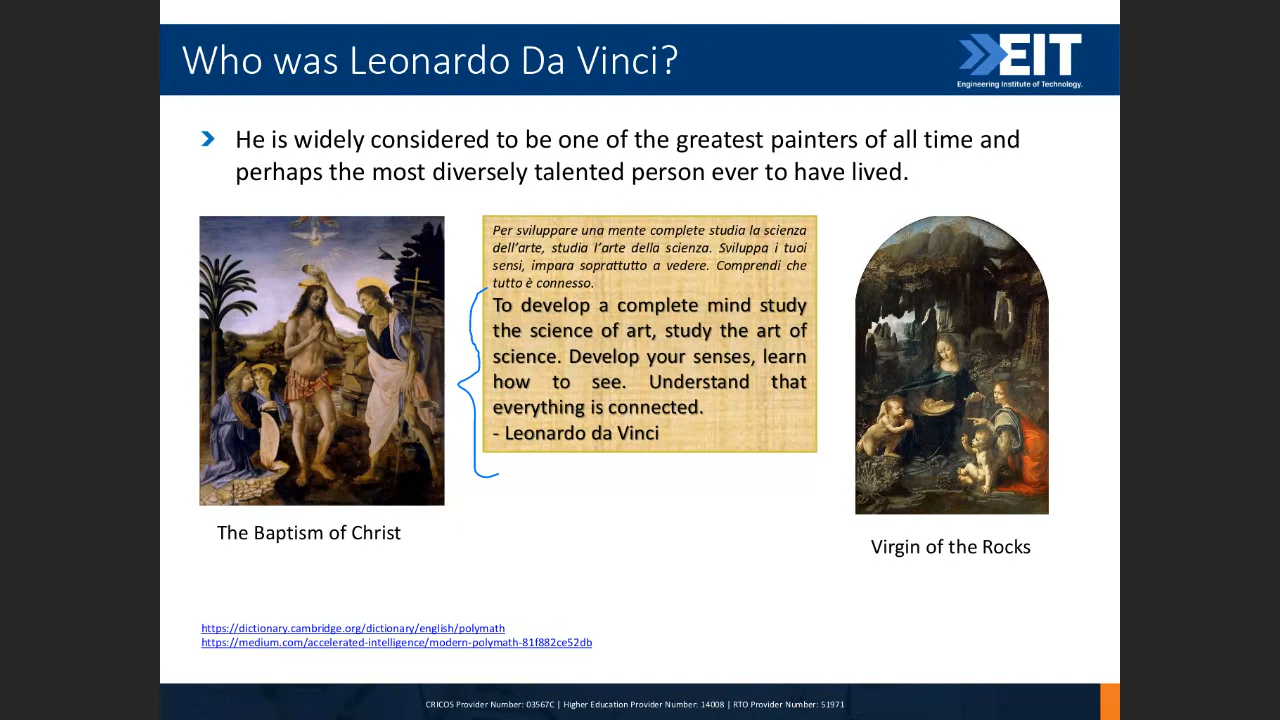 Who was Leonardo Da Vinci?
EIT
Engineering Institute of Technology.
He is widely considered to be one of the greatest painters of all time and
perhaps the most diversely talented person ever to have lived.
Per sviluppare una mente complete studia la scienza
dell'arte, studia l'arte della scienza. Sviluppa i tuoi
sensi, impara soprattutto a vedere. Comprendi che
tutto è connesso.
To develop a complete mind study
the science of art, study the art of
science. Develop your senses, learn
how to see. Understand that
everything is connected.
- Leonardo da Vinci
The Baptism of Christ
Virgin of the Rocks
https://dictionary.cambridge.org/dictionary/english/polymath
https://medium.com/accelerated-intelligence/modern-polymath-81f882ce52db
CRICOS Provider Number: 03567C | Higher Education Provider Number: 14008 | RTO Provider Number: 51971